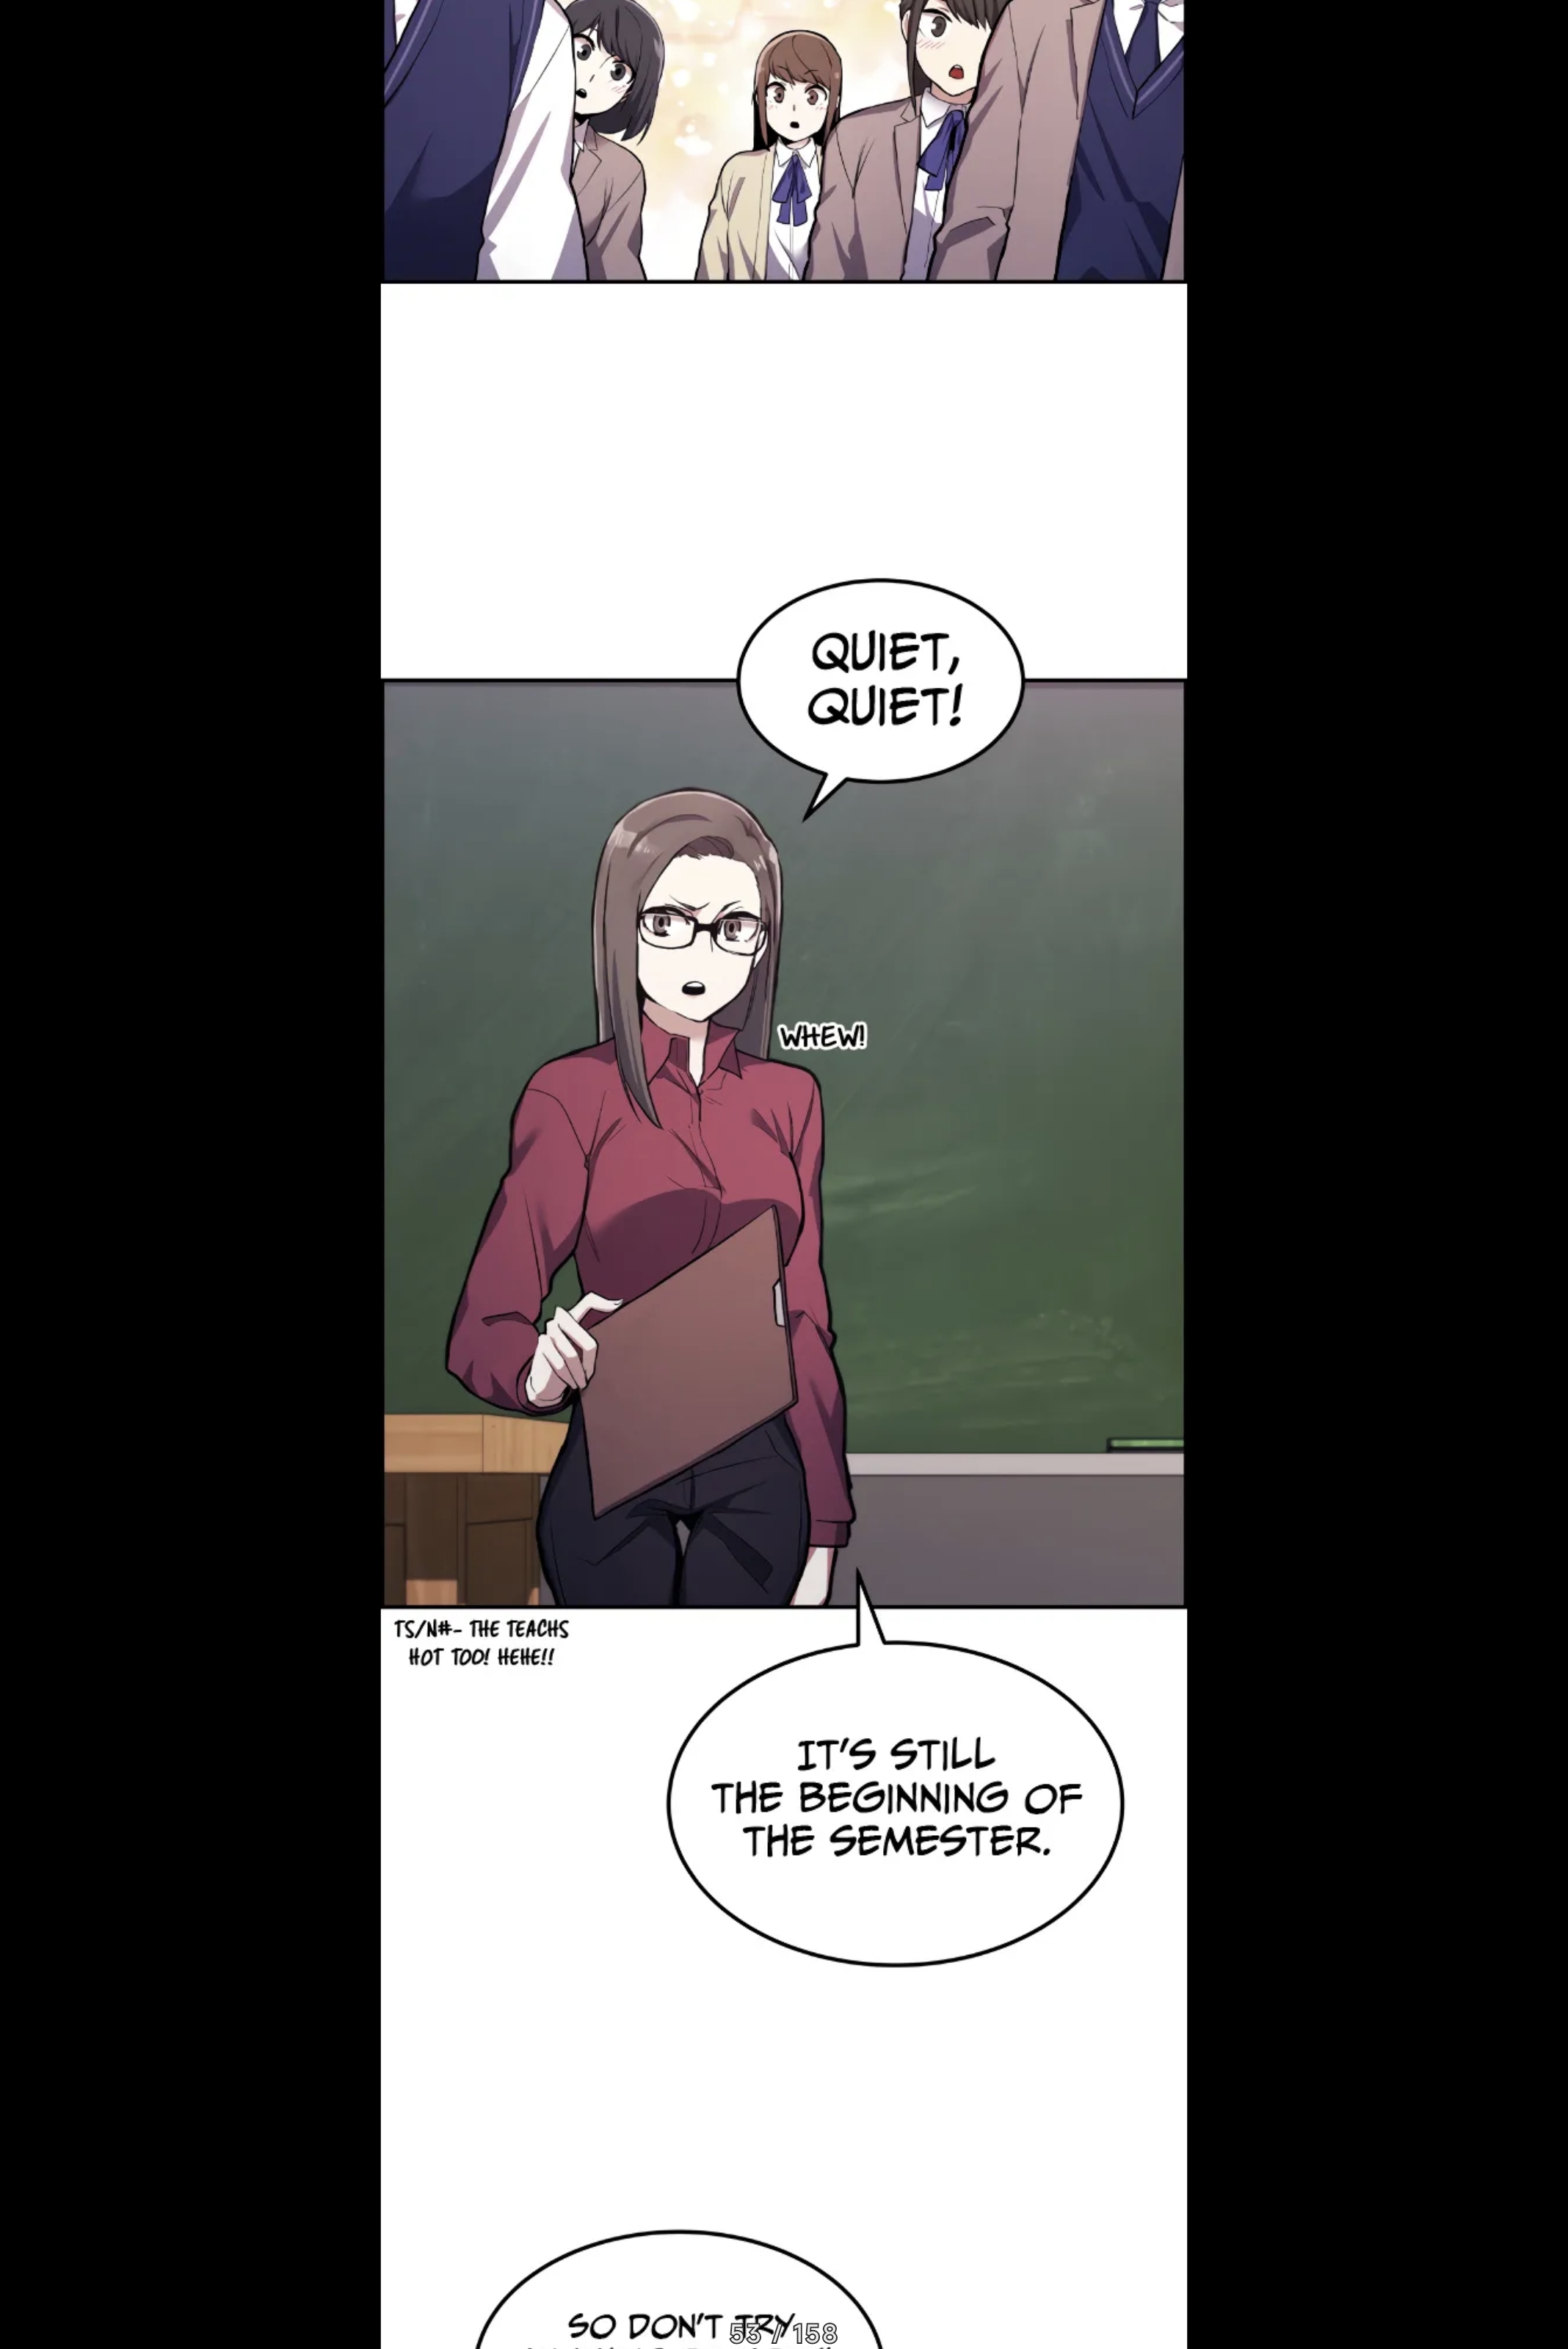 QUIET,
QUIET!
WHEW!
TS/N#- THE TEACHS
HOT TOO! HEHE!!
IT'S STILL
THE BEGINNING OF
THE SEMESTER.
SO DON'T TRY
53 / 158